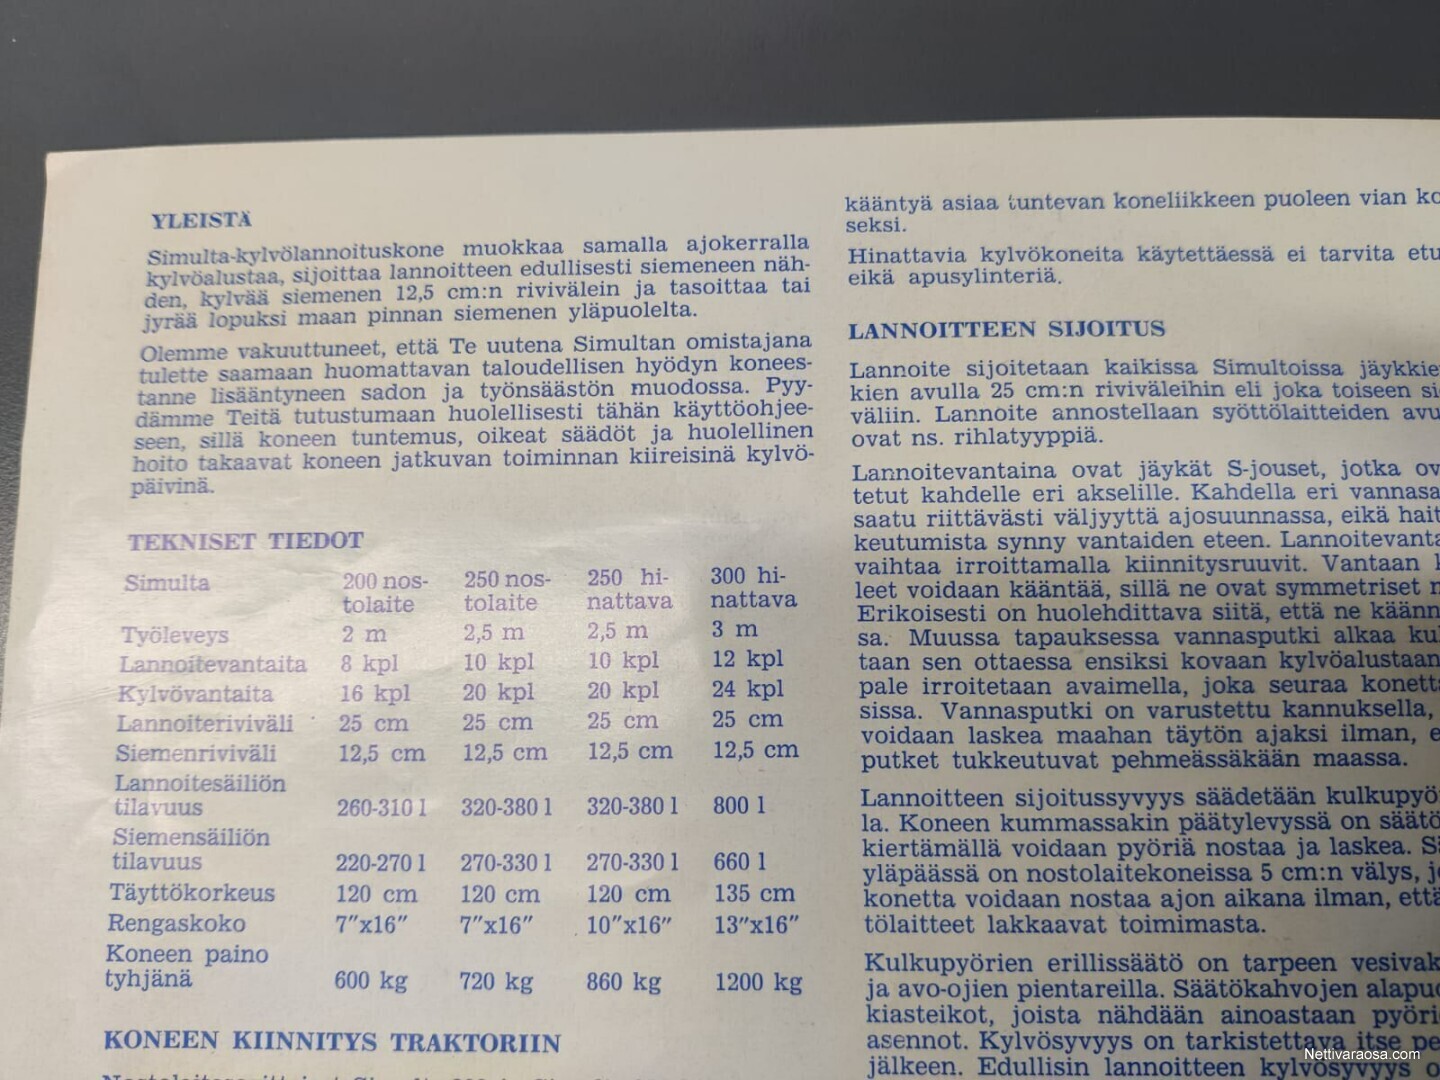 YLEISTÄ
Simulta-kylvölannoituskone muokkaa samalla ajokerralla
kylvöalustaa, sijoittaa lannoitteen edullisesti siemeneen näh-
den, kylvää siemenen 12,5 cm:n rivivälein ja tasoittaa tai
jyrää lopuksi maan pinnan siemenen yläpuolelta.
Olemme vakuuttuneet, että Te uutena Simultan omistajana
tulette saamaan huomattavan taloudellisen hyödyn konees-
tanne lisääntyneen sadon ja työnsäästön muodossa. Pyy-
dämme Teitä tutustumaan huolellisesti tähän käyttöohjee-
seen, sillä koneen tuntemus, oikeat säädöt ja huolellinen
hoito takaavat koneen jatkuvan toiminnan kiireisinä kylvö-
päivinä.
TEKNISET TIEDOT
Simulta 200 nos- 250 nos- 250 hi- 300 hi-
tolaite tolaite nattava nattava
Työleveys 2 m 2,5 m 2,5 m 3 m
Lannoitevantaita 8 kpl 10 kpl 10 kpl 12 kpl
Kylvövantaita 16 kpl 20 kpl 20 kpl 24 kpl
Lannoiteriviväli 25 cm 25 cm 25 cm 25 cm
Siemenriviväli 12,5 cm 12,5 cm 12,5 cm 12,5 cm
Lannoitesäiliön
tilavuus 260-310 l 320-380 l 320-380 l 800 l
Siemensäiliön
tilavuus 220-270 l 270-330 l 270-330 l 660 l
Täyttökorkeus 120 cm 120 cm 120 cm 135 cm
Rengaskoko 7"x16" 7"x16" 10"x16" 13"x16"
Koneen paino
tyhjänä 600 kg 720 kg 860 kg 1200 kg
KONEEN KIINNITYS TRAKTORIIN
kääntyä asiaa tuntevan koneliikkeen puoleen vian ko
seksi.
Hinattavia kylvökoneita käytettäessä ei tarvita etu
eikä apusylinteriä.
LANNOITTEEN SIJOITUS
Lannoite sijoitetaan kaikissa Simultoissa jäykkie
kien avulla 25 cm:n riviväleihin eli joka toiseen si
väliin. Lannoite annostellaan syöttölaitteiden avu
ovat ns. rihlatyyppiä.
Lannoitevantaina ovat jäykät S-jouset, jotka ov
tetut kahdelle eri akselille. Kahdella eri vannasa
saatu riittävästi väljyyttä ajosuunnassa, eikä hait
keutumista synny vantaiden eteen. Lannoitevanta
vaihtaa irroittamalla kiinnitysruuvit. Vantaan k
leet voidaan kääntää, sillä ne ovat symmetriset
Erikoisesti on huolehdittava siitä, että ne käänn
sa. Muussa tapauksessa vannasputki alkaa kul
taan sen ottaessa ensiksi kovaan kylvöalustaan
pale irroitetaan avaimella, joka seuraa konetta
sissa. Vannasputki on varustettu kannuksella,
voidaan laskea maahan täytön ajaksi ilman, e
putket tukkeutuvat pehmeässäkään maassa.
Lannoitteen sijoitussyvyys säädetään kulkupyö
la. Koneen kummassakin päätylevyssä on säätö
kiertämällä voidaan pyöriä nostaa ja laskea. Sä
yläpäässä on nostolaitekoneissa 5 cm:n välys, jo
konetta voidaan nostaa ajon aikana ilman, että
tölaitteet lakkaavat toimimasta.
Kulkupyörien erillissäätö on tarpeen vesivak
ja avo-ojien pientareilla. Säätökahvojen alapuo
kiasteikot, joista nähdään ainoastaan pyöri
asennot. Kylvösyvyys on tarkistettava itse pe
jälkeen. Edullisin lannoitteen kylvösyvyys o
Nettivaraosa.com